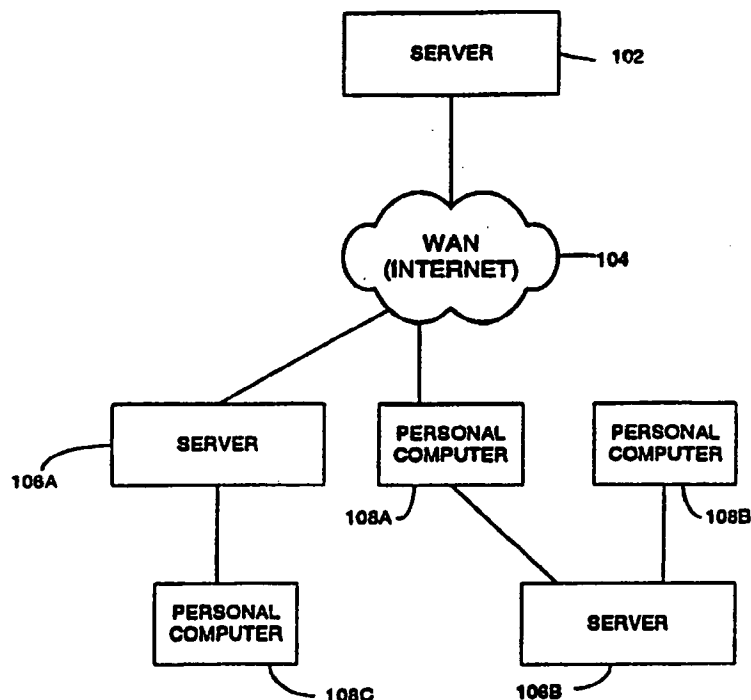 SERVER
102
WAN
(INTERNET)
104
SERVER
PERSONAL
COMPUTER
PERSONAL
COMPUTER
106A
108A
108B
PERSONAL
COMPUTER
SERVER
108C
106B